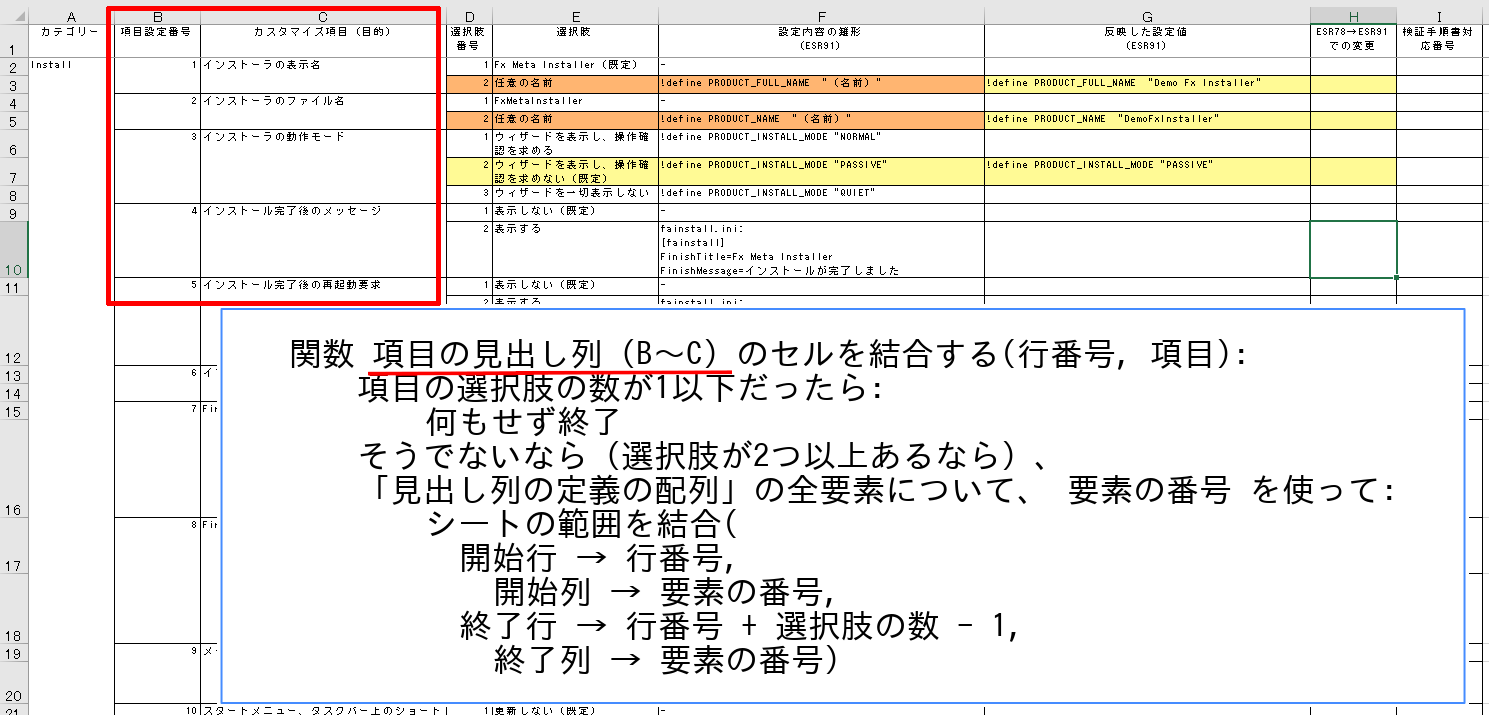 A B C D E F G H I
カテゴリー 項目設定番号 カスタマイズ項目（目的） 選択肢番号 選択肢 設定内容の雛形（ESR91） 反映した設定値（ESR91） ESR78→ESR91での変更 検証手順書対応番号
1
2 Install 1 インストーラの表示名 1 Fx Meta Installer（既定） -
3 2 任意の名前 !define PRODUCT_FULL_NAME "（名前）" !define PRODUCT_FULL_NAME "Demo Fx Installer"
4 2 インストーラのファイル名 1 FxMetaInstaller -
5 2 任意の名前 !define PRODUCT_NAME "（名前）" !define PRODUCT_NAME "DemoFxInstaller"
6 3 インストーラの動作モード 1 ウィザードを表示し、操作確認を求める !define PRODUCT_INSTALL_MODE "NORMAL"
7 2 ウィザードを表示し、操作確認を求めない（既定） !define PRODUCT_INSTALL_MODE "PASSIVE" !define PRODUCT_INSTALL_MODE "PASSIVE"
8 3 ウィザードを一切表示しない !define PRODUCT_INSTALL_MODE "QUIET"
9 4 インストール完了後のメッセージ 1 表示しない（既定） -
10 2 表示する fainstall.ini:
[fainstall]
FinishTitle=Fx Meta Installer
FinishMessage=インストールが完了しました
11 5 インストール完了後の再起動要求 1 表示しない（既定） -
12 2 表示する fainstall.ini:
13 6 イ
14
15 7 Fir
16
17 8 Fir
18
19 9 メ
20
21 10 スタートメニュー、タスクバー上のショート 1 更新しない（既定） -
関数 項目の見出し列（B～C）のセルを結合する(行番号, 項目):
項目の選択肢の数が1以下だったら:
何もせず終了
そうでないなら（選択肢が2つ以上あるなら）、
「見出し列の定義の配列」の全要素について、 要素の番号 を使って:
シートの範囲を結合(
開始行 → 行番号,
開始列 → 要素の番号,
終了行 → 行番号 + 選択肢の数 - 1,
終了列 → 要素の番号)